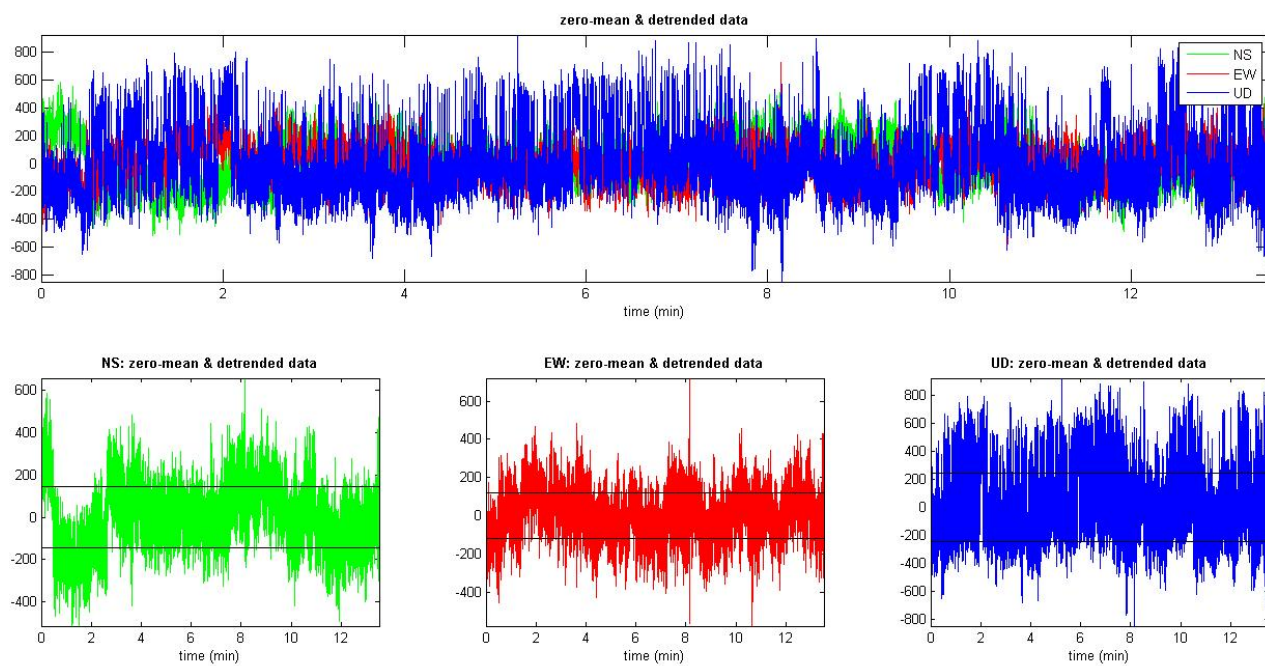 zero-mean & detrended data
800
600
400
200
0
-200
-400
-600
-800
NS
EW
UD
0 2 4 6 8 10 12
time (min)
NS: zero-mean & detrended data
600
400
200
0
-200
-400
0 2 4 6 8 10 12
time (min)
EW: zero-mean & detrended data
600
400
200
0
-200
-400
0 2 4 6 8 10 12
time (min)
UD: zero-mean & detrended data
800
600
400
200
0
-200
-400
-600
-800
0 2 4 6 8 10 12
time (min)